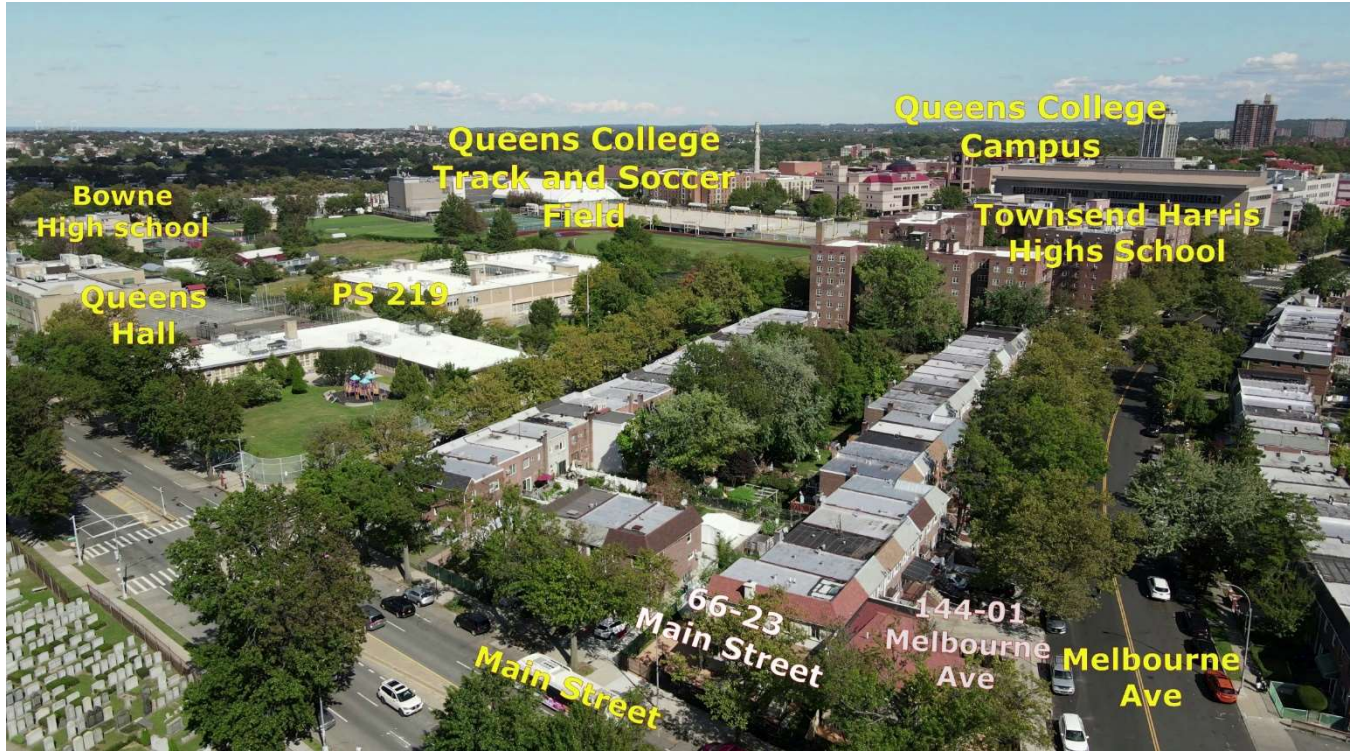 Queens College
Campus
Queens College
Track and Soccer
Field
Bowne
High school
Townsend Harris
Highs School
Queens
Hall
PS 219
66-23
Main Street
144-01
Melbourne
Ave
Main Street
Melbourne
Ave